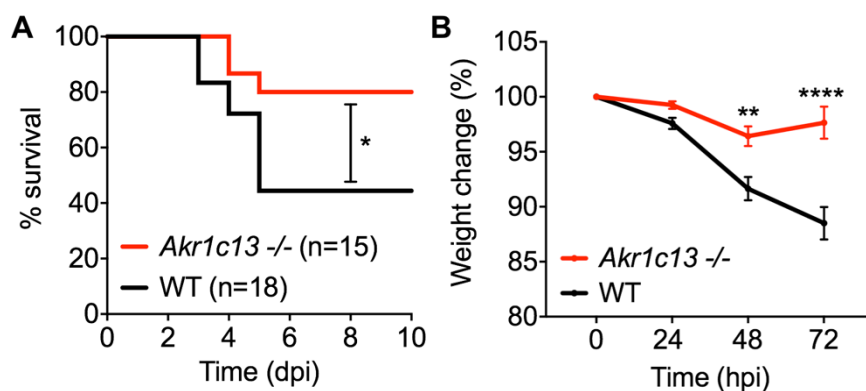 A
% survival
100
80
60
40
20
0
*
Akr1c13 -/- (n=15)
WT (n=18)
0 2 4 6 8 10
Time (dpi)
B
Weight change (%)
105
100
95
90
85
80
** ****
Akr1c13 -/-
WT
0 24 48 72
Time (hpi)